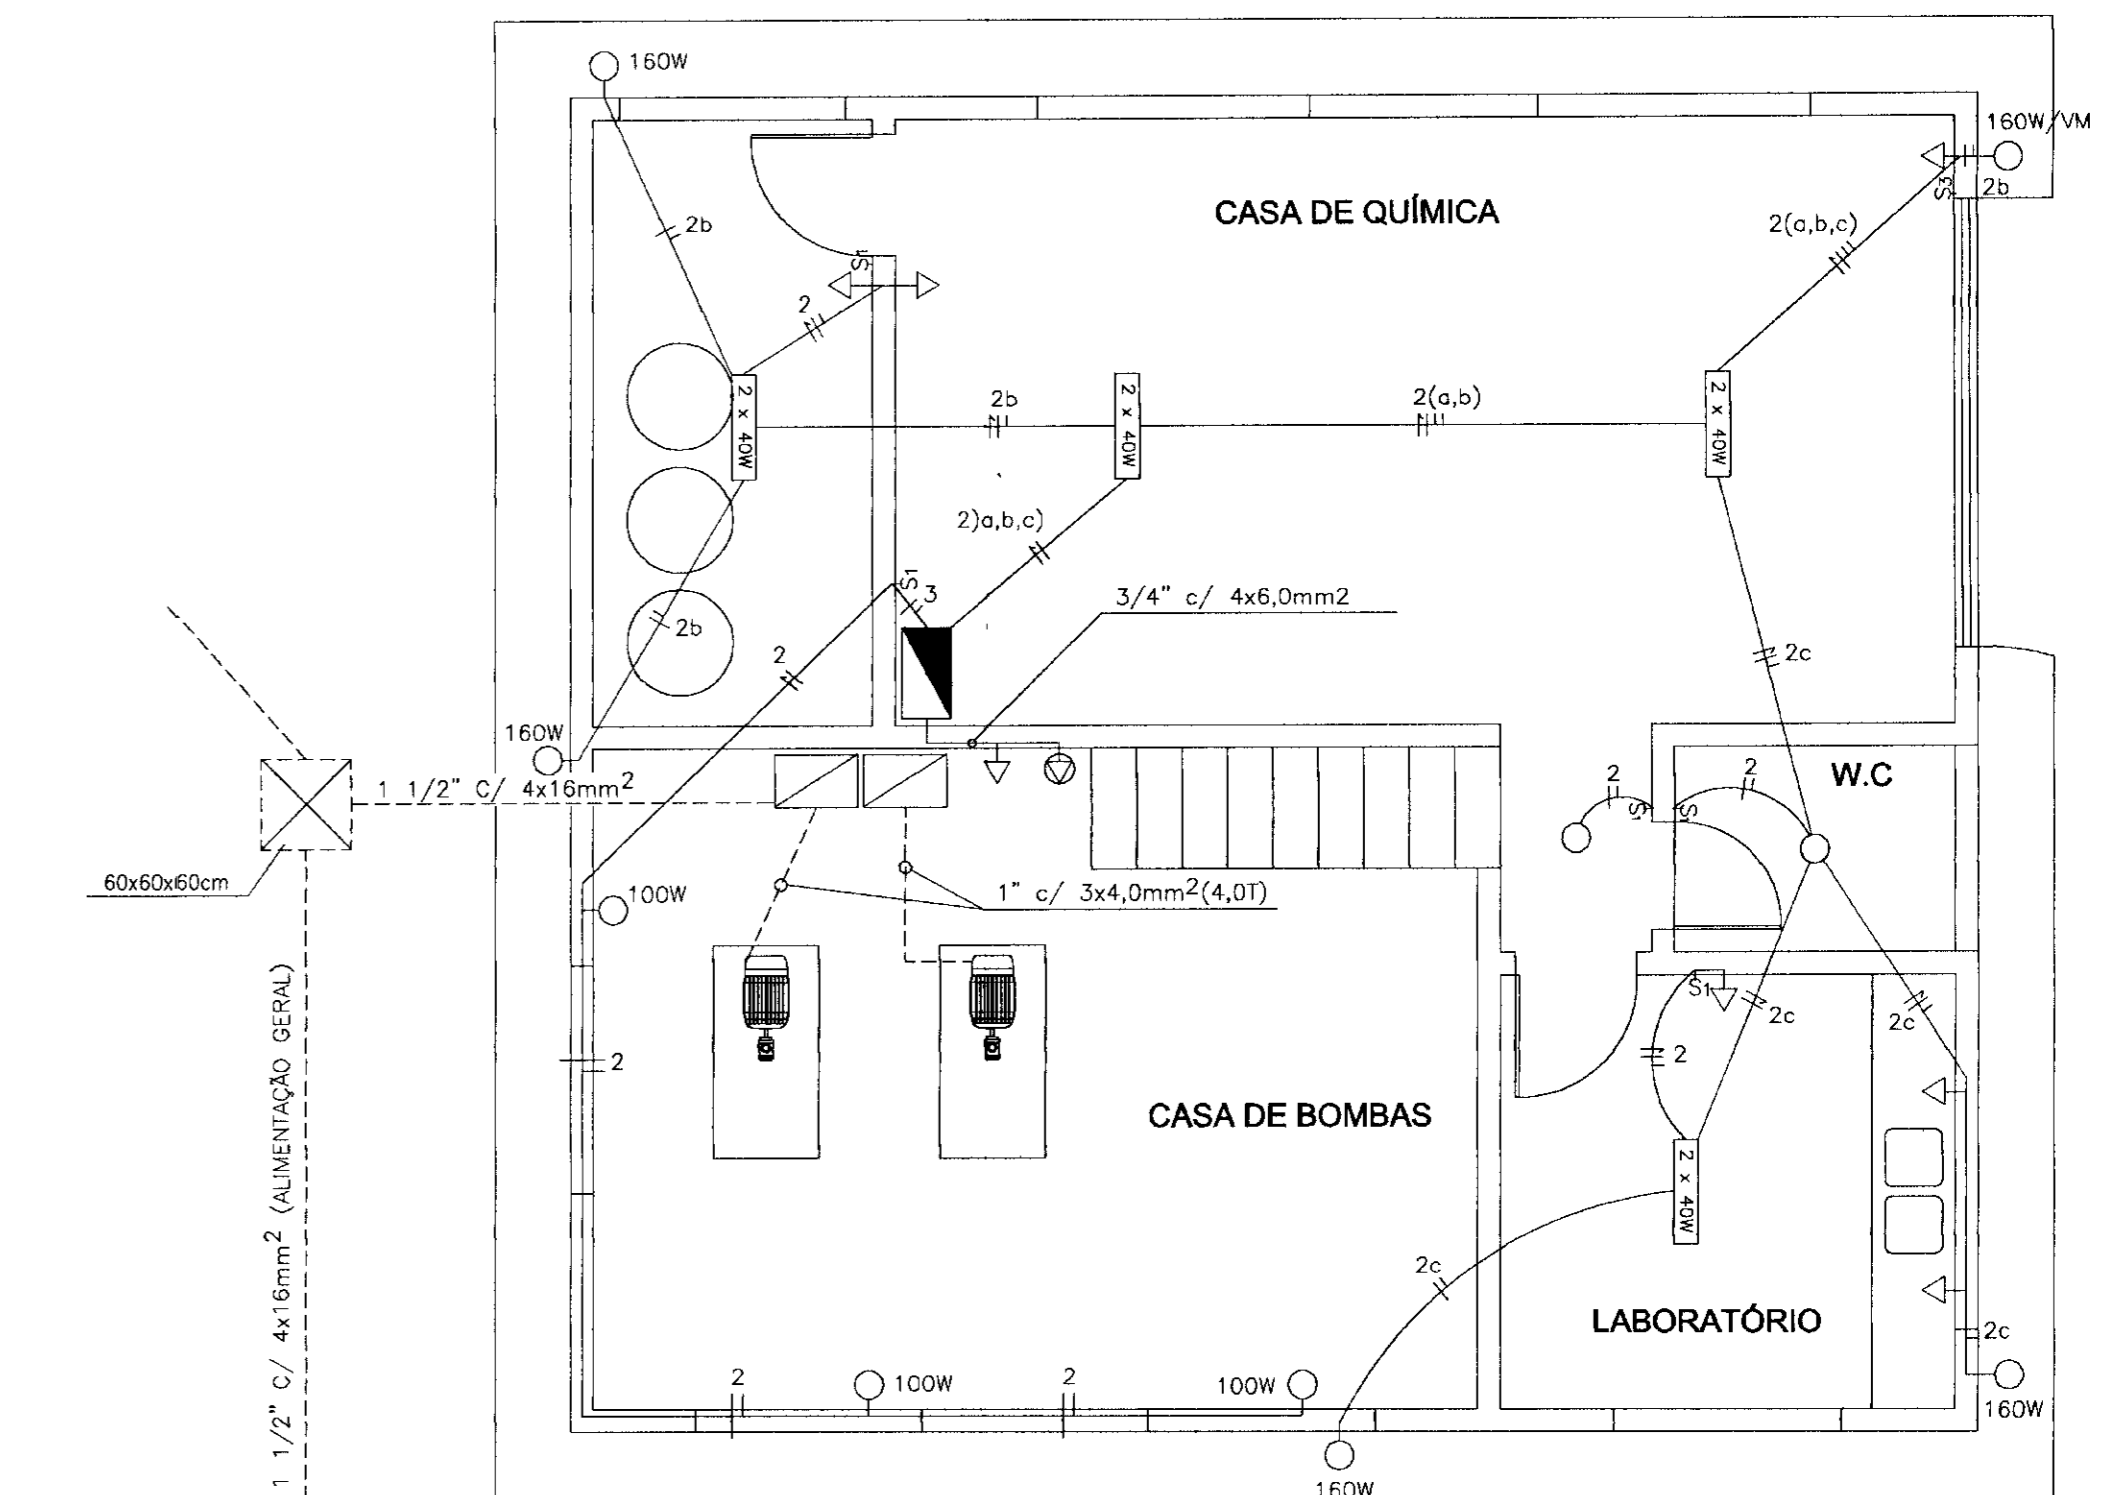 160W
160W/VM
S3
2b
CASA DE QUÍMICA
2(a,b,c)
2b
S1
2
2 x 40W
2b
2 x 40W
2(a,b)
2 x 40W
2)a,b,c)
S1
3
3/4" c/ 4x6,0mm2
2b
2
2c
160W
1 1/2" C/ 4x16mm2
W.C
2
S1
S1
2
60x60x60cm
100W
1" c/ 3x4,0mm2(4,0T)
1 1/2" C/ 4x16mm2 (ALIMENTAÇÃO GERAL)
S1
2c
2c
2
2
CASA DE BOMBAS
2 x 40W
2c
LABORATÓRIO
2c
2
100W
2
100W
160W
160W